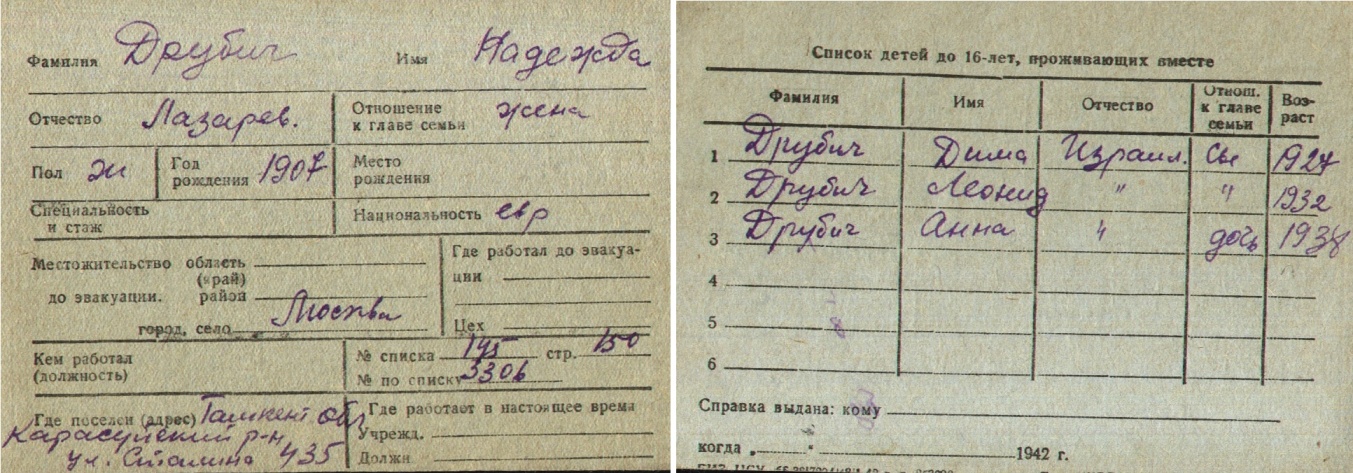 Фамилия Друбич Имя Надежда
Отчество Лазарев. Отношение к главе семьи жена
Пол ж Год рождения 1907 Место рождения
Специальность и стаж Национальность евр
Местожительство область (край)
до эвакуации. район
город, село Москва
Где работал до эвакуации
Цех
Кем работал (должность)
№ списка 145 стр. 150
№ по списку 3306
Где поселен (адрес) Ташкент обл
Карасуйский р-н
ул. Сталина 435
Где работает в настоящее время
Учрежд.
Должн
Список детей до 16-лет, проживающих вместе
Фамилия Имя Отчество Отнош. к главе семьи Возраст
1 Друбич Дима Израил. сын 1927
2 Друбич Леонид " " 1932
3 Друбич Анна " дочь 1938
4
5
6
Справка выдана: кому
когда „ " 1942 г.